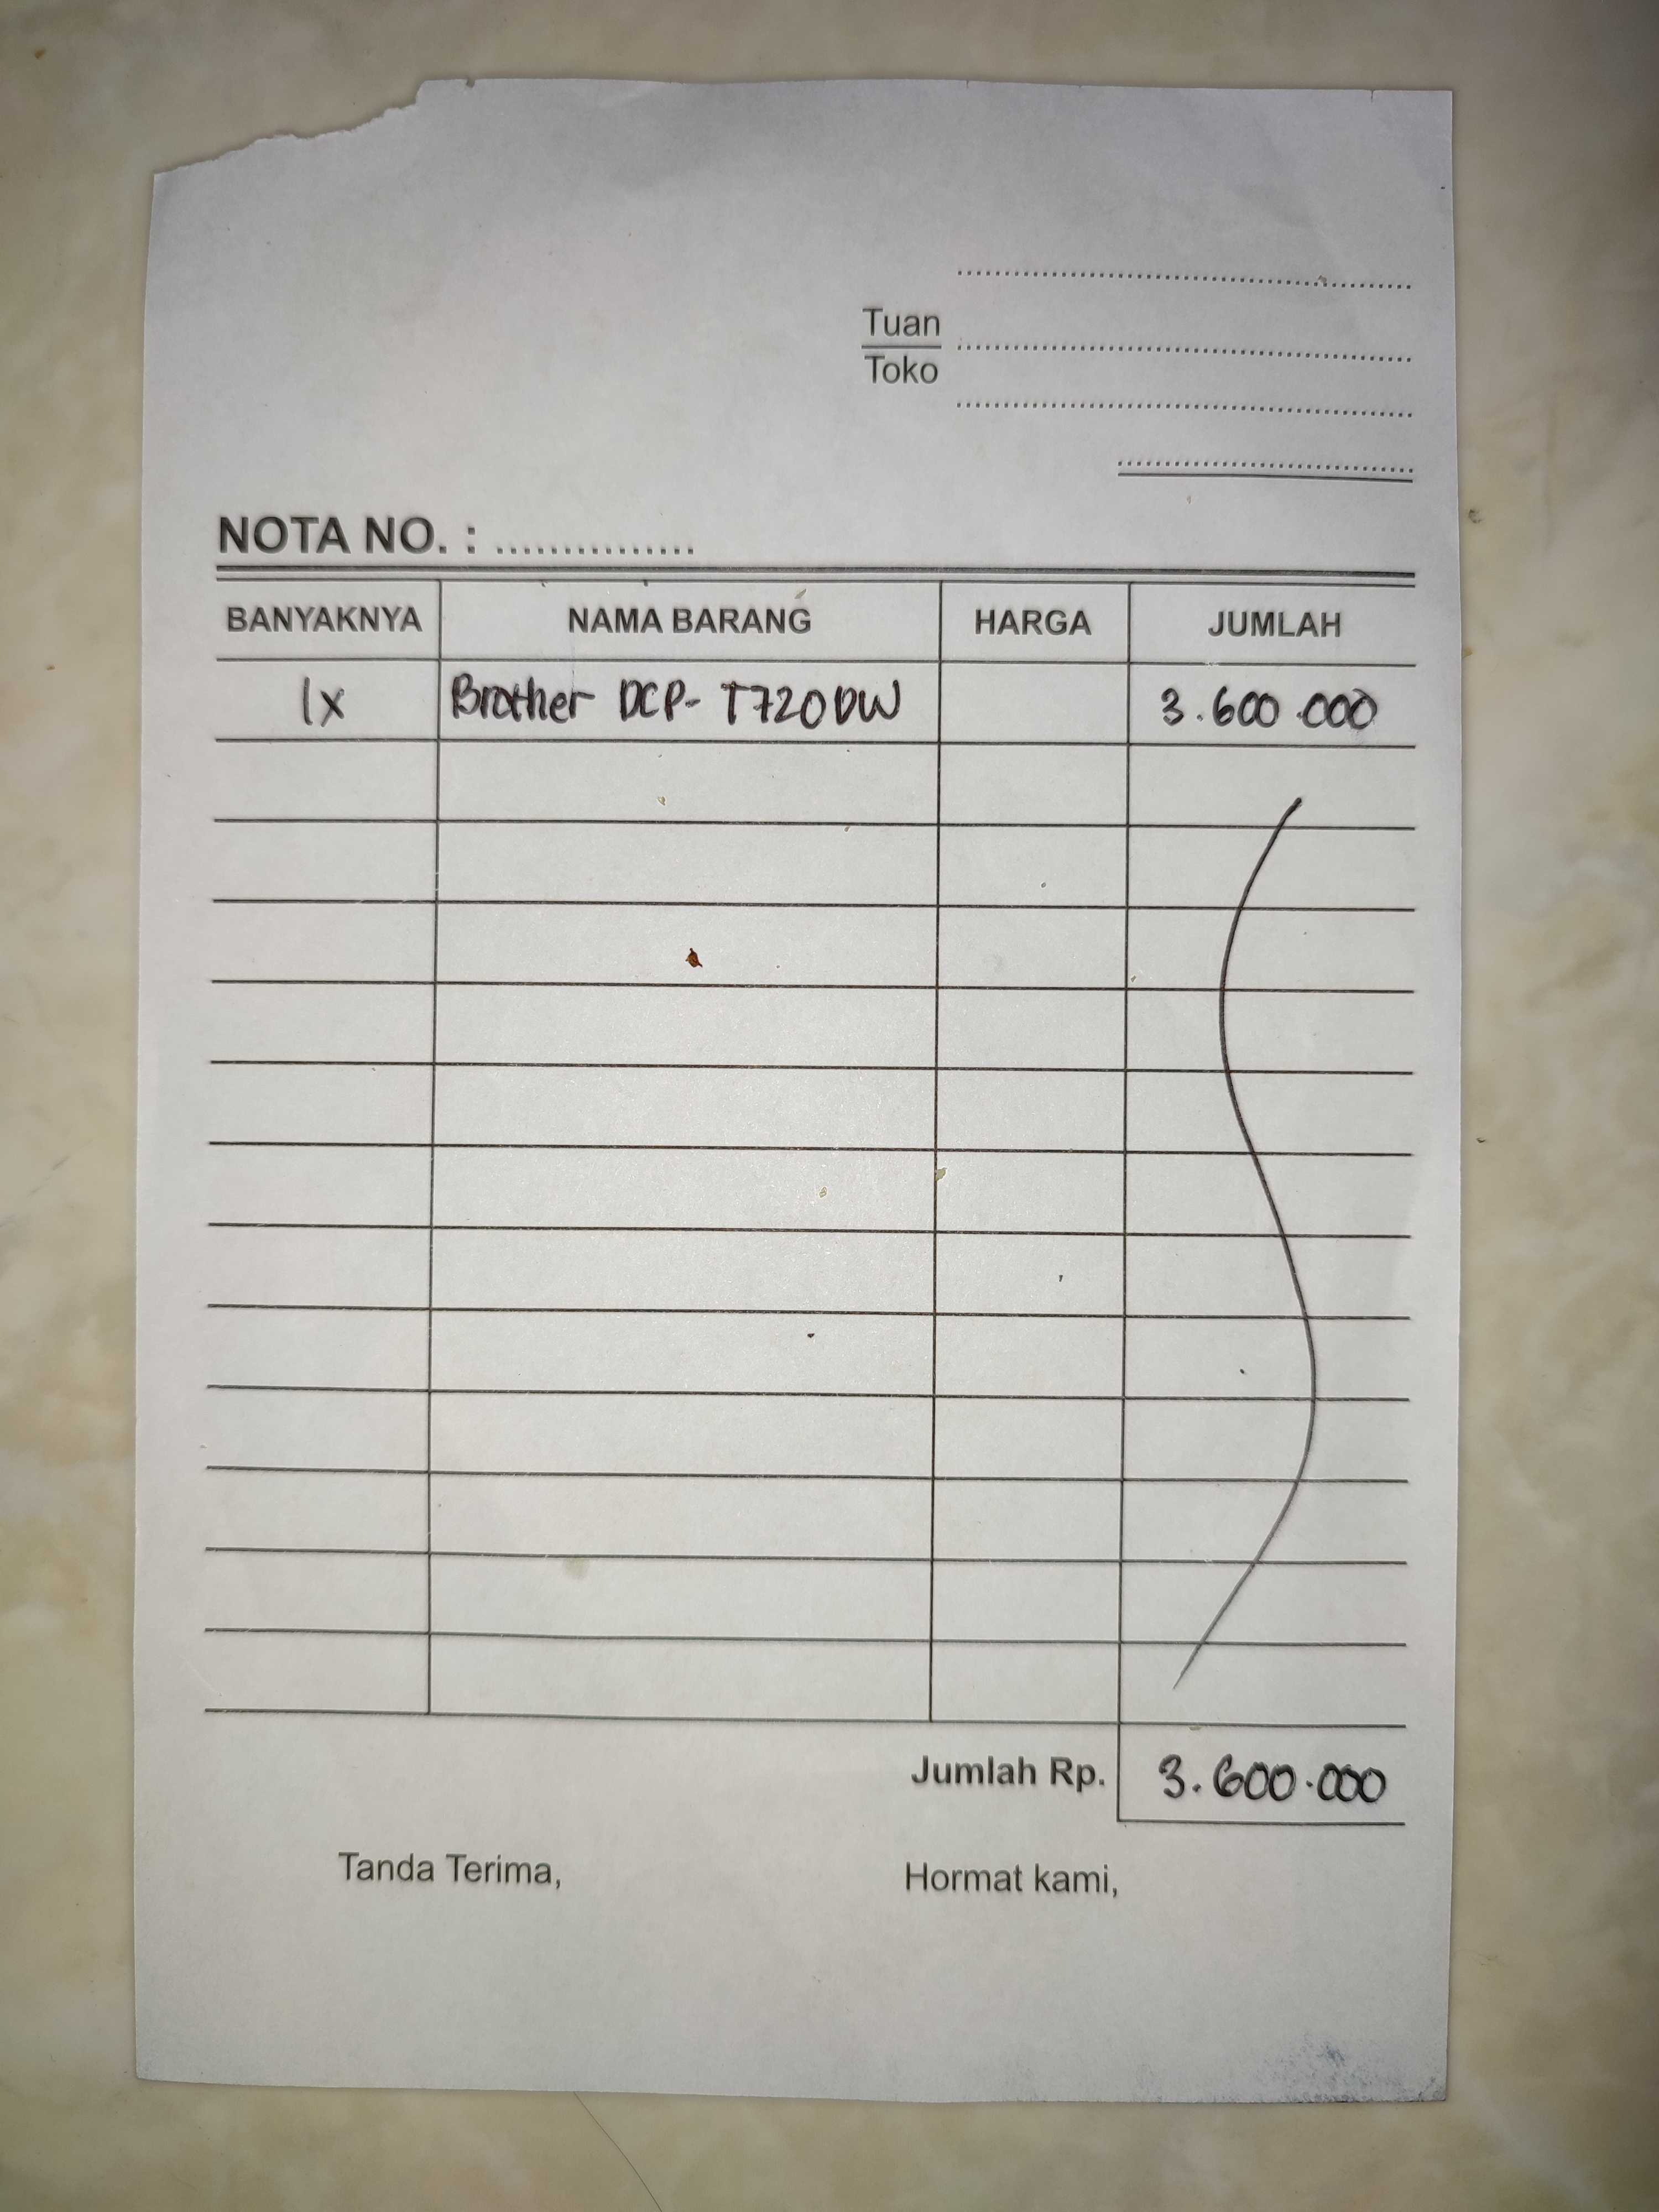 Tuan
Toko
NOTA NO. : ...............
BANYAKNYA NAMA BARANG HARGA JUMLAH
1x Brother DCP-T720DW 3.600.000
Jumlah Rp. 3.600.000
Tanda Terima, Hormat kami,